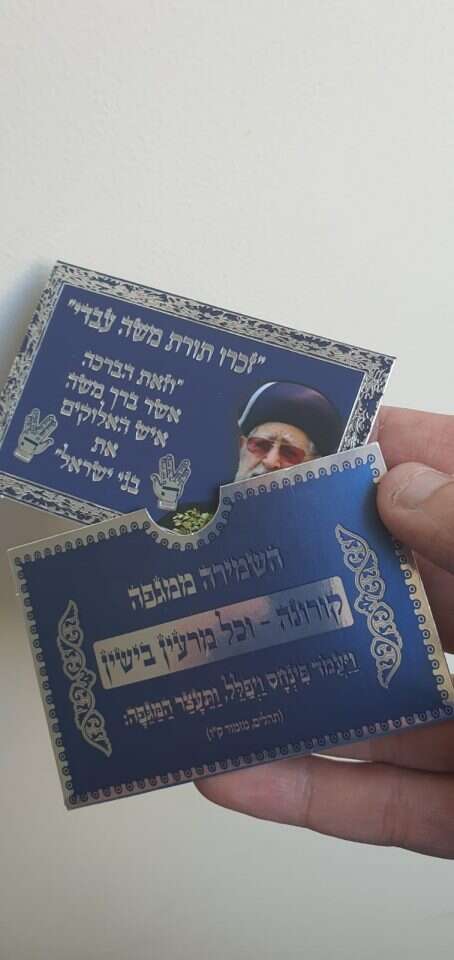 "זכרו תורת משה עבדי"
"וזאת הברכה
אשר ברך משה
איש האלוקים
את
בני ישראל"
השמירה ממגפה
קורונה - וכל מרעין בישין
וַיַּעֲמֹד פִּינְחָס וַיְפַלֵּל וַתֵּעָצַר הַמַּגֵּפָה:
(תהלים, מזמור ק"ו)